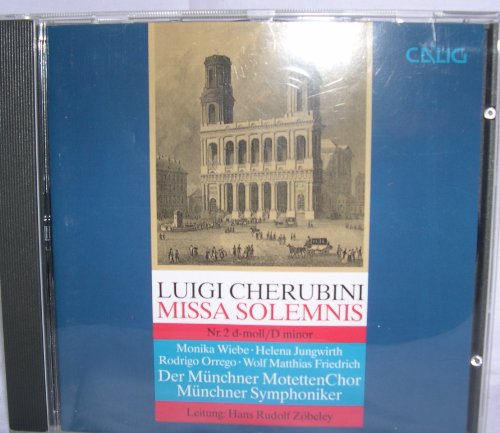 CALIG
LUIGI CHERUBINI
MISSA SOLEMNIS
Nr. 2 d-moll/D minor
Monika Wiebe · Helena Jungwirth
Rodrigo Orrego · Wolf Matthias Friedrich
Der Münchner MotettenChor
Münchner Symphoniker
Leitung: Hans Rudolf Zöbeley